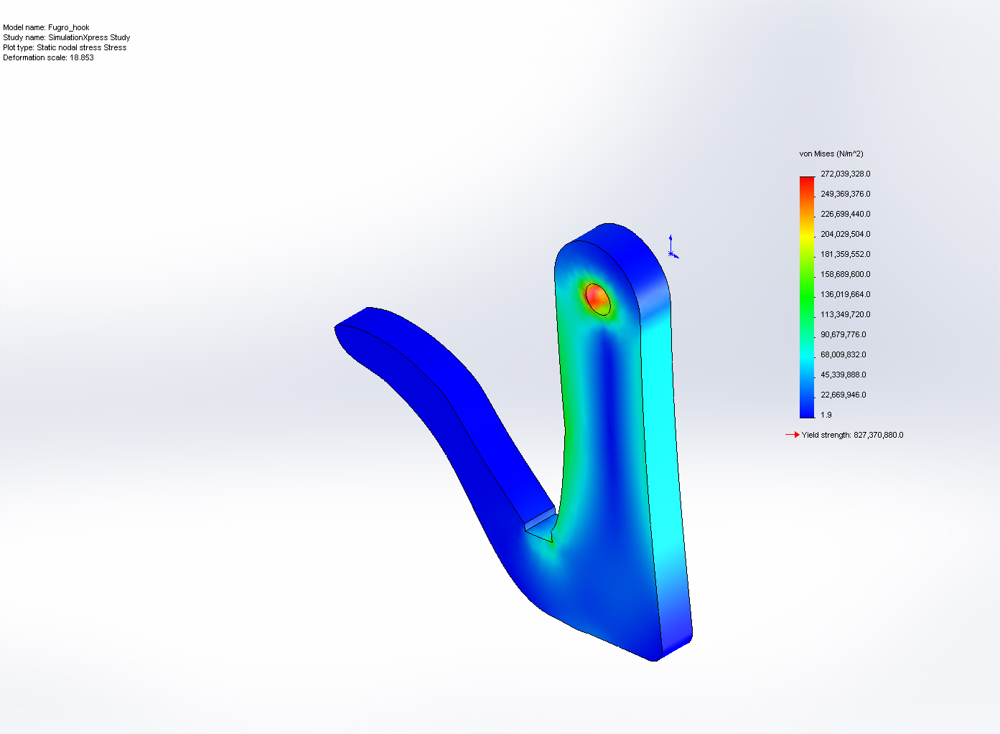 Model name: Fugro_hook
Study name: SimulationXpress Study
Plot type: Static nodal stress Stress
Deformation scale: 18.853
von Mises (N/m^2)
272,039,328.0
249,369,376.0
226,699,440.0
204,029,504.0
181,359,552.0
158,689,600.0
136,019,664.0
113,349,720.0
90,679,776.0
68,009,832.0
45,339,888.0
22,669,946.0
1.9
Yield strength: 827,370,880.0